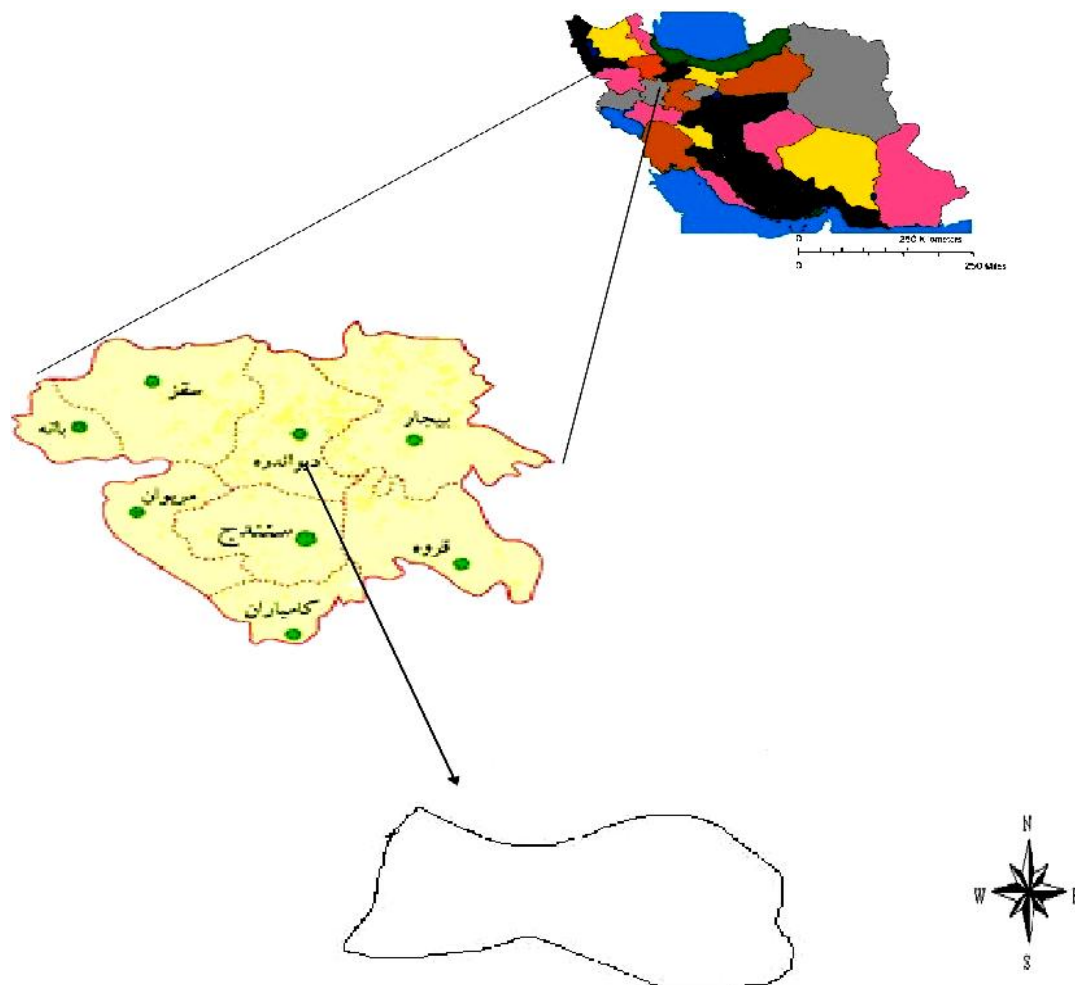 0
250 Kilometers
0
250 Miles
سقز
بانه
بیجار
دیواندره
مریوان
سنندج
قروه
کامیاران
N
W
E
S